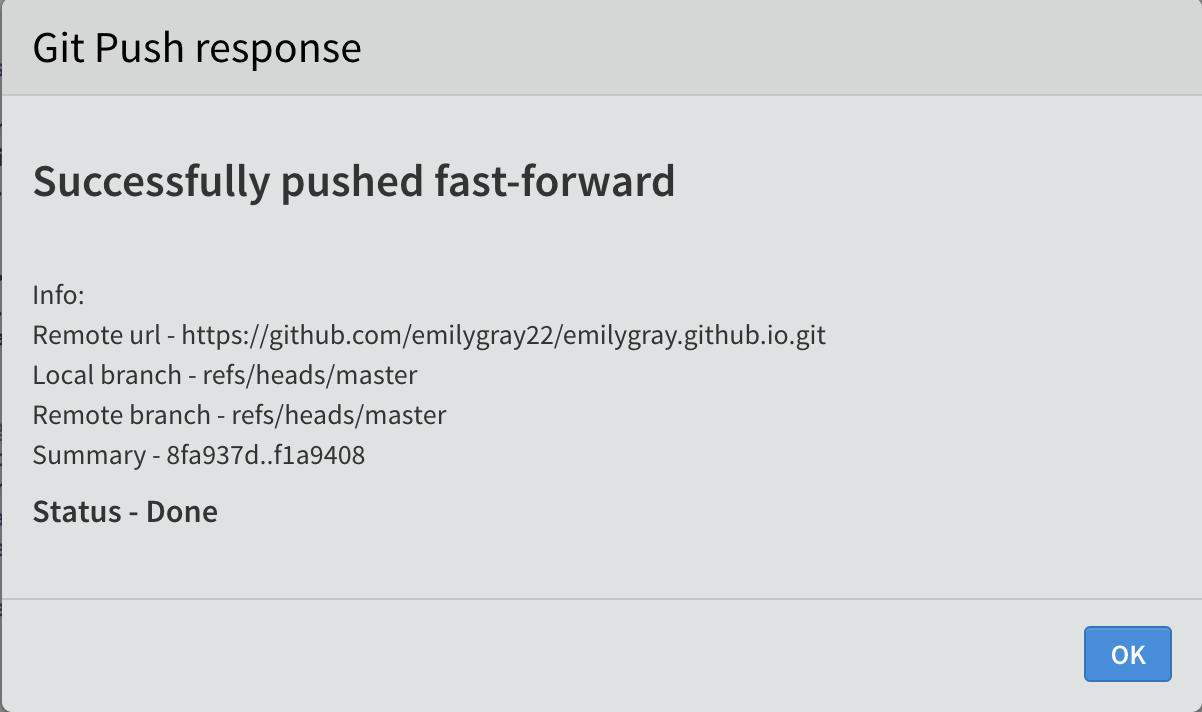 Git Push response
Successfully pushed fast-forward
Info:
Remote url - https://github.com/emilygray22/emilygray.github.io.git
Local branch - refs/heads/master
Remote branch - refs/heads/master
Summary - 8fa937d..f1a9408
Status - Done
OK